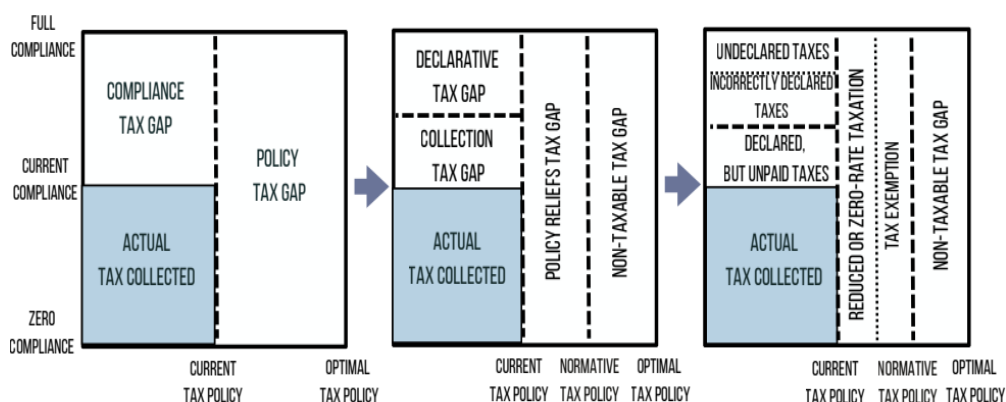 FULL
COMPLIANCE
COMPLIANCE
TAX GAP
POLICY
TAX GAP
CURRENT
COMPLIANCE
ACTUAL
TAX COLLECTED
ZERO
COMPLIANCE
CURRENT
TAX POLICY
OPTIMAL
TAX POLICY
DECLARATIVE
TAX GAP
COLLECTION
TAX GAP
POLICY RELIEFS TAX GAP
NON-TAXABLE TAX GAP
ACTUAL
TAX COLLECTED
CURRENT
TAX POLICY
NORMATIVE
TAX POLICY
OPTIMAL
TAX POLICY
UNDECLARED TAXES
INCORRECTLY DECLARED
TAXES
DECLARED,
BUT UNPAID TAXES
REDUCED OR ZERO-RATE TAXATION
TAX EXEMPTION
NON-TAXABLE TAX GAP
ACTUAL
TAX COLLECTED
CURRENT
TAX POLICY
NORMATIVE
TAX POLICY
OPTIMAL
TAX POLICY